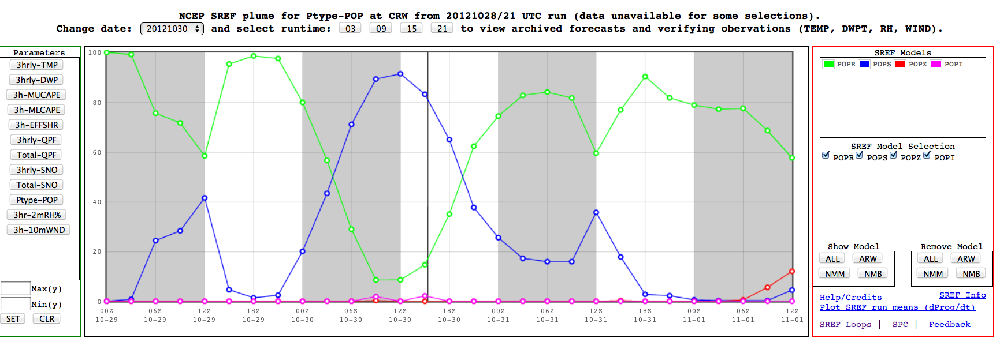 NCEP SREF plume for Ptype-POP at CRW from 20121028/21 UTC run (data unavailable for some selections).
Change date: 20121030 and select runtime: 03 09 15 21 to view archived forecasts and verifying obervations (TEMP, DWPT, RH, WIND).
Parameters
3hrly-TMP
3hrly-DWP
3h-MUCAPE
3h-MLCAPE
3h-EFFSHR
3hrly-QPF
Total-QPF
3hrly-SNO
Total-SNO
Ptype-POP
3hr-2mRH%
3h-10mWND
Max(y)
Min(y)
SET CLR
100
80
60
40
20
0
00Z 06Z 12Z 18Z 00Z 06Z 12Z 18Z 00Z 06Z 12Z 18Z 00Z 06Z 12Z
10-29 10-29 10-29 10-29 10-30 10-30 10-30 10-30 10-31 10-31 10-31 10-31 11-01 11-01 11-01
SREF Models
POPR POPS POPZ POPI
SREF Model Selection
POPR POPS POPZ POPI
Show Model
ALL ARW
NMM NMB
Remove Model
ALL ARW
NMM NMB
Help/Credits SREF Info
Plot SREF run means (dProg/dt)
SREF Loops | SPC | Feedback